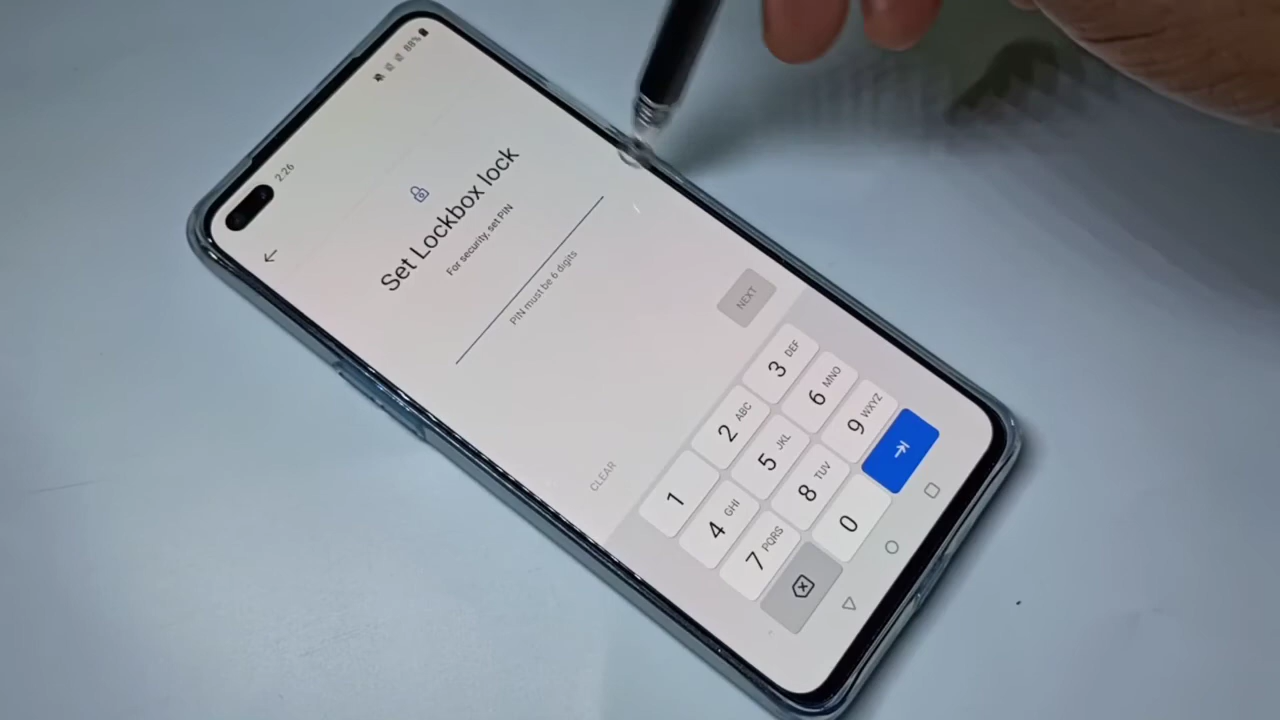 2.26
88%
Set Lockbox lock
For security, set PIN
PIN must be 6 digits
CLEAR
NEXT
1
2 ABC
3 DEF
4 GHI
5 JKL
6 MNO
7 PQRS
8 TUV
9 WXYZ
0